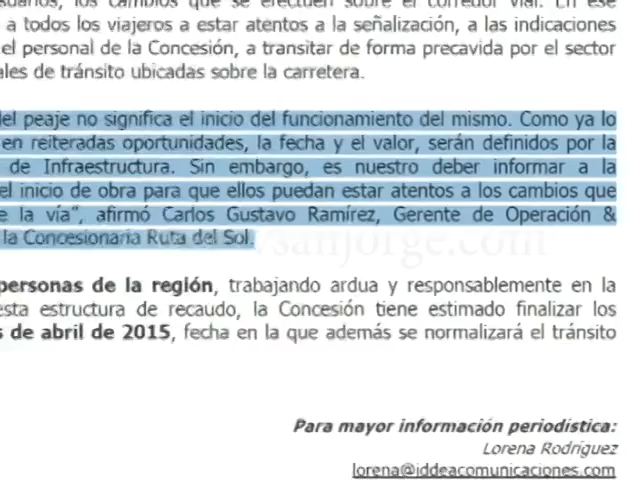 los cambios que se efectúen sobre el corredor vial. En ese
a todos los viajeros a estar atentos a la señalización, a las indicaciones
el personal de la Concesión, a transitar de forma precavida por el sector
ales de tránsito ubicadas sobre la carretera.
del peaje no significa el inicio del funcionamiento del mismo. Como ya lo
en reiteradas oportunidades, la fecha y el valor, serán definidos por la
de Infraestructura. Sin embargo, es nuestro deber informar a la
el inicio de obra para que ellos puedan estar atentos a los cambios que
e la vía", afirmó Carlos Gustavo Ramírez, Gerente de Operación &
la Concesionaria Ruta del Sol.
sanjorge.com
personas de la región, trabajando ardua y responsablemente en la
esta estructura de recaudo, la Concesión tiene estimado finalizar los
s de abril de 2015, fecha en la que además se normalizará el tránsito
Para mayor información periodística:
Lorena Rodríguez
lorena@iddeacomunicaciones.com